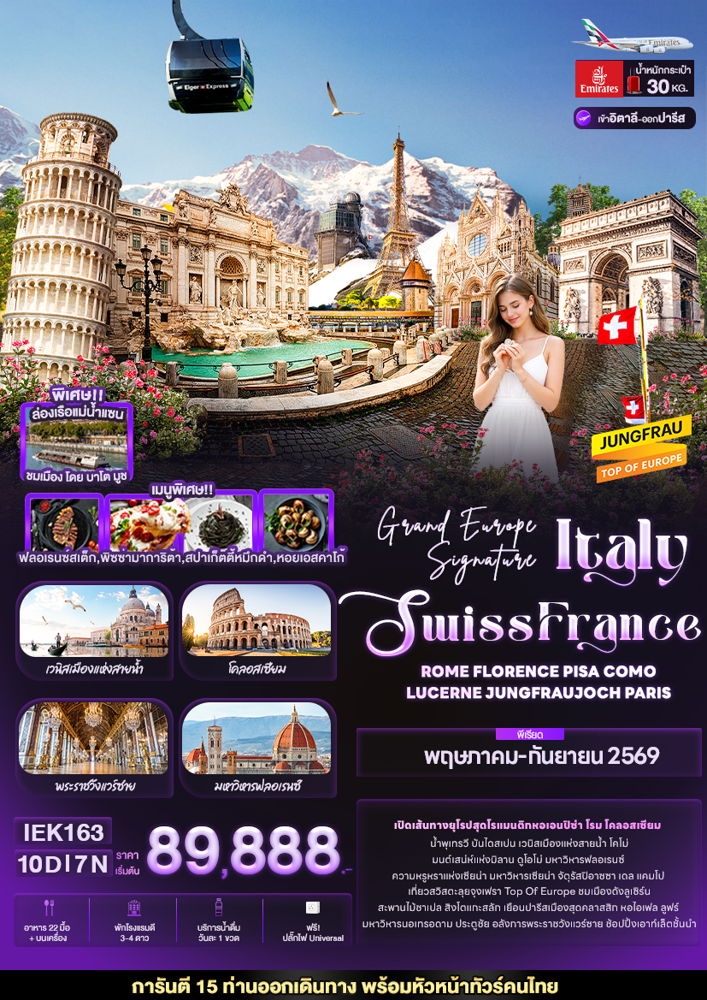 Eiger Express
Emirates
Emirates
น้ำหนักกระเป๋า
30 KG.
เข้าอิตาลี-ออกปารีส
พิเศษ!!
ล่องเรือแม่น้ำแซน
ชมเมือง โดย บาโต มูช
JUNGFRAU
TOP OF EUROPE
เมนูพิเศษ!!
ฟลอเรนซ์สเต็ก,พิซซ่ามาการิต้า,สปาเก็ตตี้หมึกดำ,หอยเอสคาโก้
Grand Europe
Signature
Italy
SwissFrance
ROME FLORENCE PISA COMO
LUCERNE JUNGFRAUJOCH PARIS
เวนิสเมืองแห่งสายน้ำ
โคลอสเซียม
พระราชวังแวร์ซาย
มหาวิหารฟลอเรนซ์
พีเรียด
พฤษภาคม-กันยายน 2569
IEK163
10D|7N
ราคา
เริ่มต้น
89,888.-
เปิดเส้นทางยุโรปสุดโรแมนติกหอเอนปิซ่า โรม โคลอสเซียม
น้ำพุเทรวี บันไดสเปน เวนิสเมืองแห่งสายน้ำ โคโม่
มนต์เสน่ห์แห่งมิลาน ดูโอโม่ มหาวิหารฟลอเรนซ์
ความหรูหราแห่งเซียน่า มหาวิหารเซียน่า จัตุรัสปิอาซซา เดล แคมโป
เที่ยวสวิสตะลุยจุงเฟรา Top Of Europe ชมเมืองดังลูเซิร์น
สะพานไม้ชาเปล สิงโตแกะสลัก เยือนปารีสเมืองสุดคลาสสิก หอไอเฟล ลูฟร์
มหาวิหารนอเทรอดาม ประตูชัย อลังการพระราชวังแวร์ซาย ช้อปปิ้งเอาท์เล็ตชั้นนำ
อาหาร 22 มื้อ
+ บนเครื่อง
พักโรงแรมดี
3-4 ดาว
บริการน้ำดื่ม
วันละ 1 ขวด
ฟรี!
ปลั๊กไฟ Universal
การันตี 15 ท่านออกเดินทาง พร้อมหัวหน้าทัวร์คนไทย